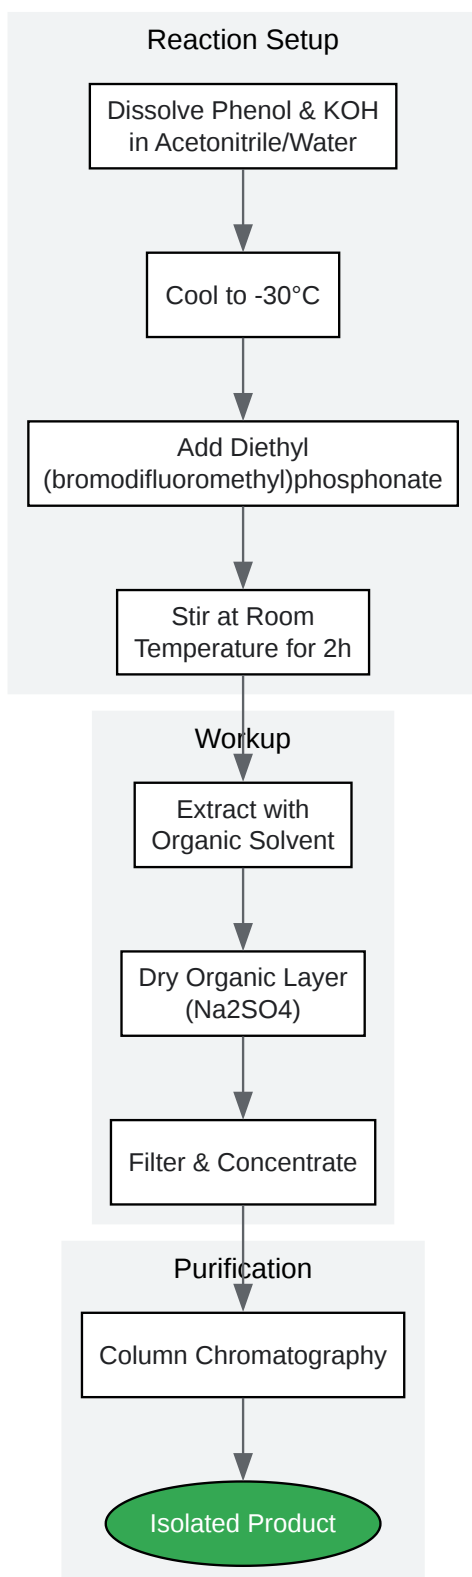 Reaction Setup
Dissolve Phenol & KOH
in Acetonitrile/Water
Cool to -30°C
Add Diethyl
(bromodifluoromethyl)phosphonate
Stir at Room
Temperature for 2h
Workup
Extract with
Organic Solvent
Dry Organic Layer
(Na2SO4)
Filter & Concentrate
Purification
Column Chromatography
Isolated Product